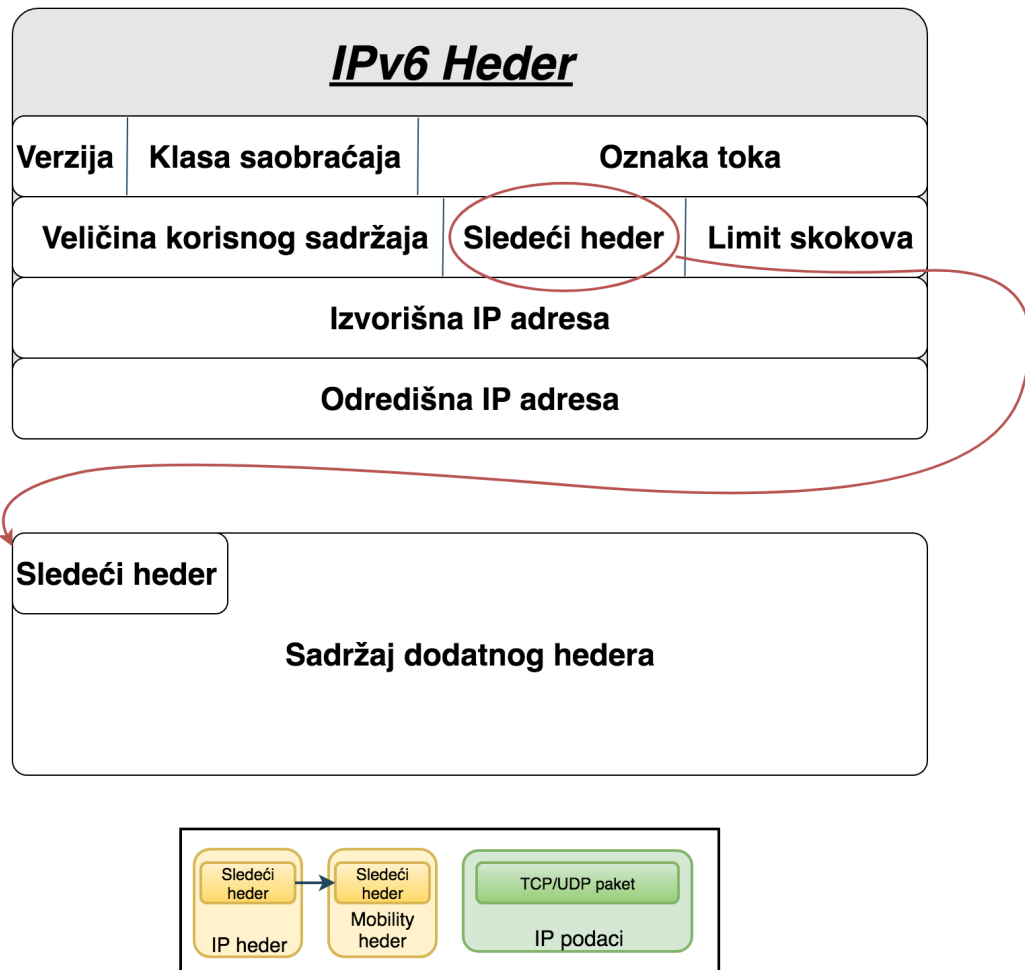 IPv6 Heder
Verzija Klasa saobraćaja Oznaka toka
Veličina korisnog sadržaja Sledeći heder Limit skokova
Izvorišna IP adresa
Odredišna IP adresa
Sledeći heder
Sadržaj dodatnog hedera
Sledeći
heder
IP heder
Sledeći
heder
Mobility
heder
TCP/UDP paket
IP podaci